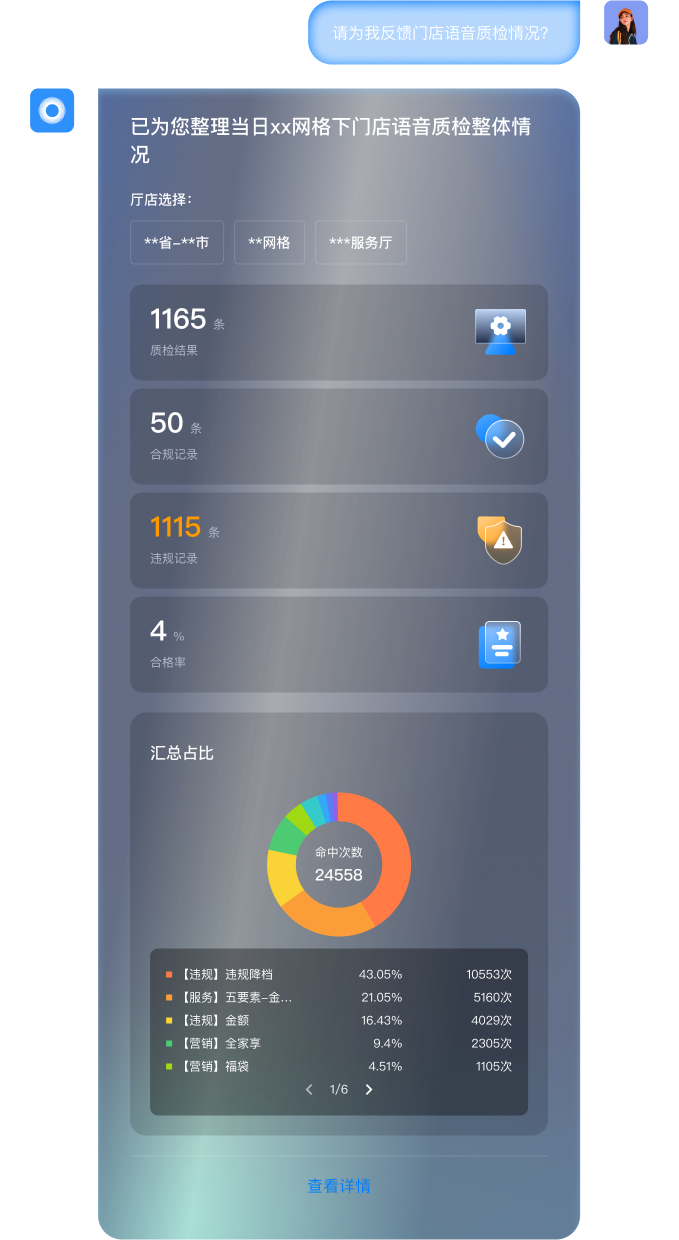 请为我反馈门店语音质检情况？
已为您整理当日xx网格下门店语音质检整体情
况
厅店选择：
**省-**市 **网格 ***服务厅
1165 条
质检结果
50 条
合规记录
1115 条
违规记录
4 %
合格率
汇总占比
命中次数
24558
【违规】违规降档 43.05% 10553次
【服务】五要素-金... 21.05% 5160次
【违规】金额 16.43% 4029次
【营销】全家享 9.4% 2305次
【营销】福袋 4.51% 1105次
1/6
查看详情